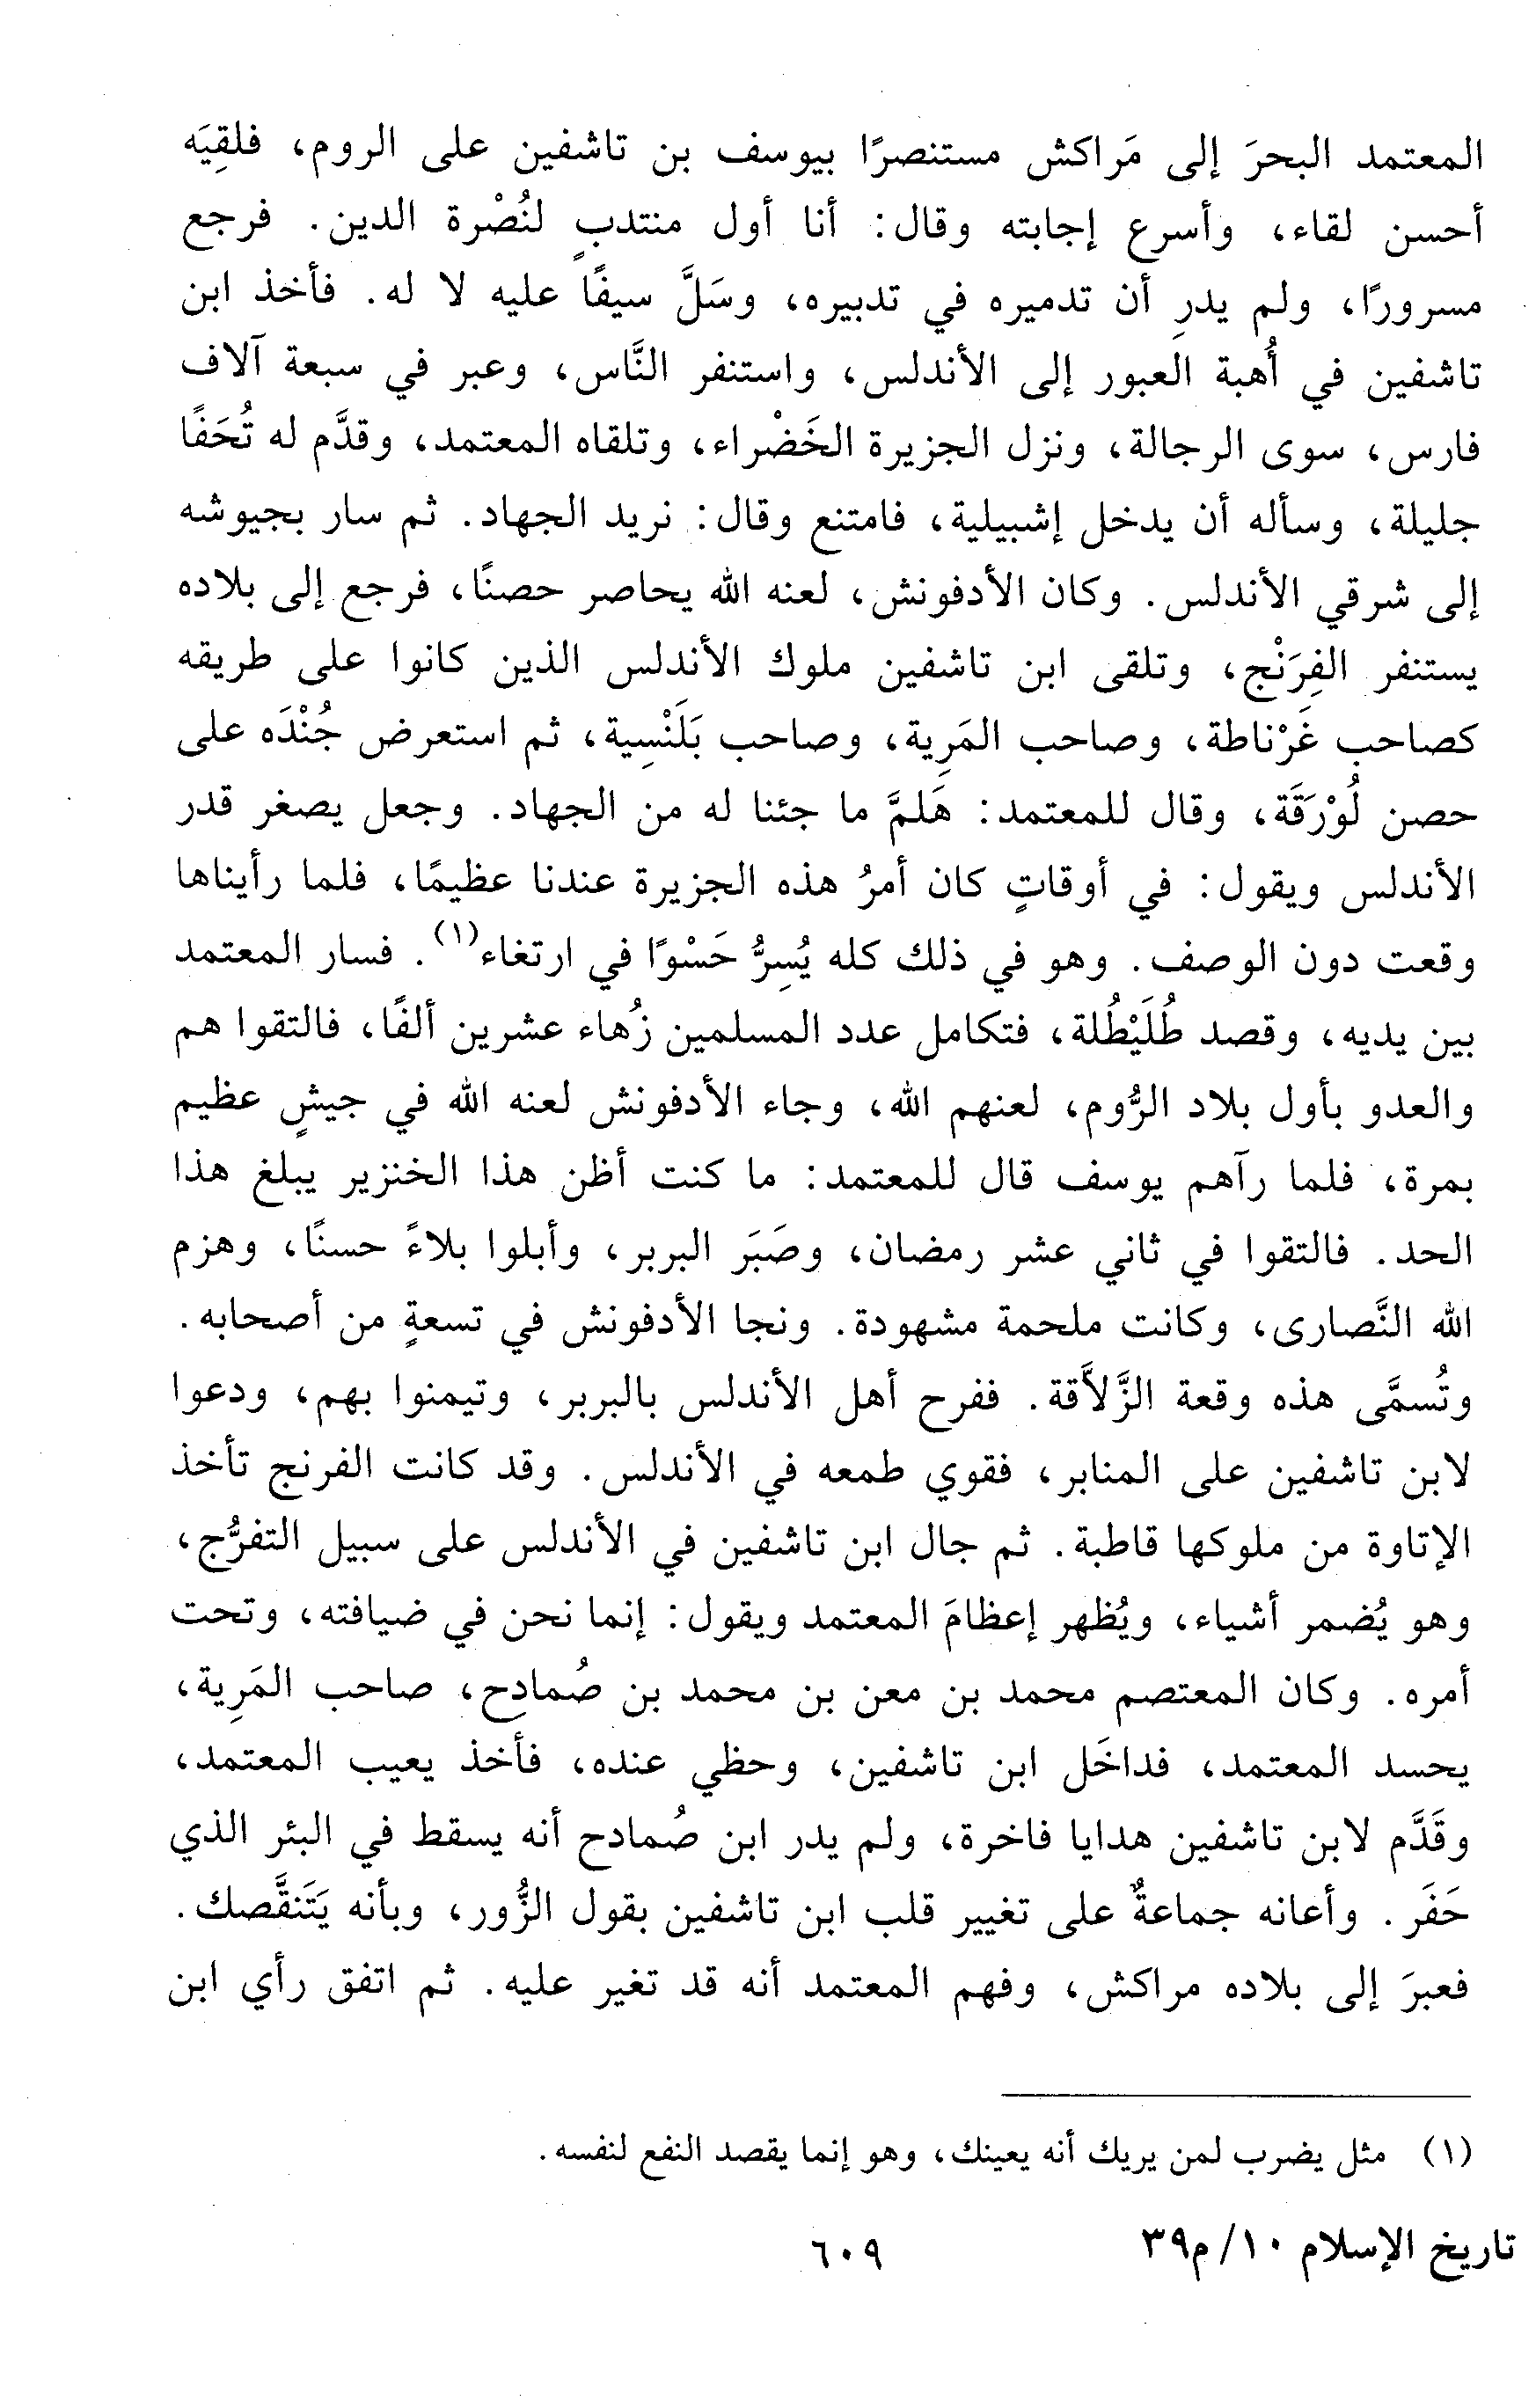 المعتمد البحرَ إلى مَراكش مستنصرًا بيوسف بن تاشفين على الروم، فلقِيَه
أحسن لقاء، وأسرع إجابته وقال: أنا أول منتدبٍ لنُصْرة الدين. فرجع
مسرورًا، ولم يدرِ أن تدميره في تدبيره، وسَلَّ سيفًا عليه لا له. فأخذ ابن
تاشفين في أُهبة العبور إلى الأندلس، واستنفر النَّاس، وعبر في سبعة آلاف
فارس، سوى الرجالة، ونزل الجزيرة الخَضْراء، وتلقاه المعتمد، وقدَّم له تُحَفًا
جليلة، وسأله أن يدخل إشبيلية، فامتنع وقال: نريد الجهاد. ثم سار بجيوشه
إلى شرقي الأندلس. وكان الأدفونش، لعنه الله يحاصر حصنًا، فرجع إلى بلاده
يستنفر الفِرَنْج، وتلقى ابن تاشفين ملوك الأندلس الذين كانوا على طريقه
كصاحب غَرْناطة، وصاحب المَرِية، وصاحب بَلَنْسِية، ثم استعرض جُنْدَه على
حصن لُوْرَقَة، وقال للمعتمد: هَلمَّ ما جئنا له من الجهاد. وجعل يصغر قدر
الأندلس ويقول: في أوقاتٍ كان أمرُ هذه الجزيرة عندنا عظيمًا، فلما رأيناها
وقعت دون الوصف. وهو في ذلك كله يُسِرُّ حَسْوًا في ارتغاء(١). فسار المعتمد
بين يديه، وقصد طُلَيْطُلة، فتكامل عدد المسلمين زُهاء عشرين ألفًا، فالتقوا هم
والعدو بأول بلاد الرُّوم، لعنهم الله، وجاء الأدفونش لعنه الله في جيشٍ عظيم
بمرة، فلما رآهم يوسف قال للمعتمد: ما كنت أظن هذا الخنزير يبلغ هذا
الحد. فالتقوا في ثاني عشر رمضان، وصَبَر البربر، وأبلوا بلاءً حسنًا، وهزم
الله النَّصارى، وكانت ملحمة مشهودة. ونجا الأدفونش في تسعةٍ من أصحابه.
وتُسمَّى هذه وقعة الزَّلاَّقة. ففرح أهل الأندلس بالبربر، وتيمنوا بهم، ودعوا
لابن تاشفين على المنابر، فقوي طمعه في الأندلس. وقد كانت الفرنج تأخذ
الإتاوة من ملوكها قاطبة. ثم جال ابن تاشفين في الأندلس على سبيل التفرُّج،
وهو يُضمر أشياء، ويُظهر إعظامَ المعتمد ويقول: إنما نحن في ضيافته، وتحت
أمره. وكان المعتصم محمد بن معن بن محمد بن صُمادح، صاحب المَرِية،
يحسد المعتمد، فداخَل ابن تاشفين، وحظي عنده، فأخذ يعيب المعتمد،
وقَدَّم لابن تاشفين هدايا فاخرة، ولم يدر ابن صُمادح أنه يسقط في البئر الذي
حَفَر. وأعانه جماعةٌ على تغيير قلب ابن تاشفين بقول الزُّور، وبأنه يَتَنقَّصك.
فعبرَ إلى بلاده مراكش، وفهم المعتمد أنه قد تغير عليه. ثم اتفق رأي ابن
(١) مثل يضرب لمن يريك أنه يعينك، وهو إنما يقصد النفع لنفسه.
تاريخ الإسلام ١٠/ م٣٩
٦٠٩